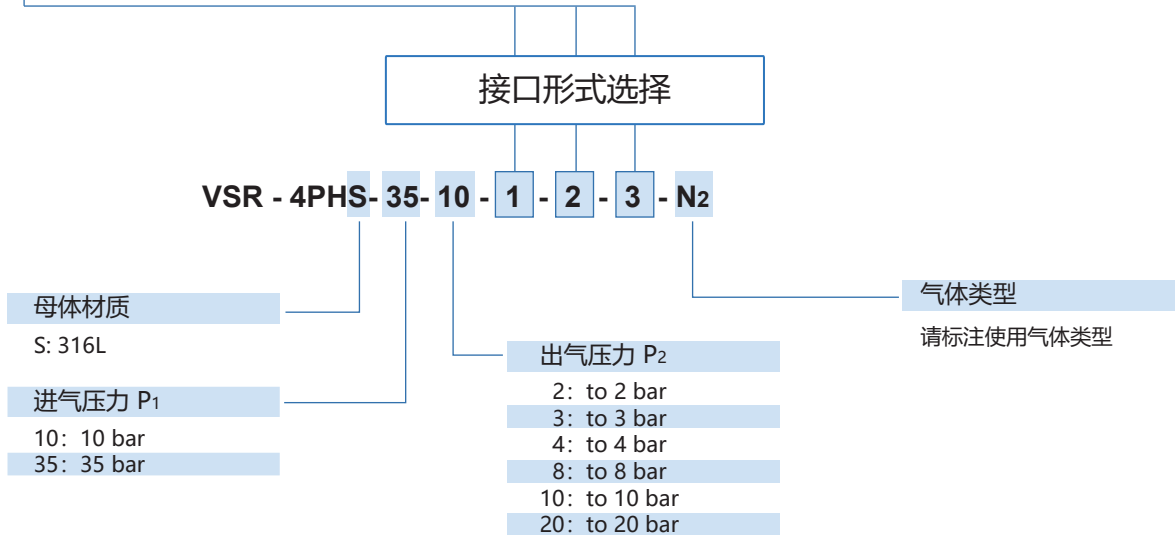 接口形式选择
VSR - 4PHS- 35- 10 - 1 - 2 - 3 - N2
母体材质
S: 316L
进气压力 P1
10：10 bar
35：35 bar
出气压力 P2
2：to 2 bar
3：to 3 bar
4：to 4 bar
8：to 8 bar
10：to 10 bar
20：to 20 bar
气体类型
请标注使用气体类型